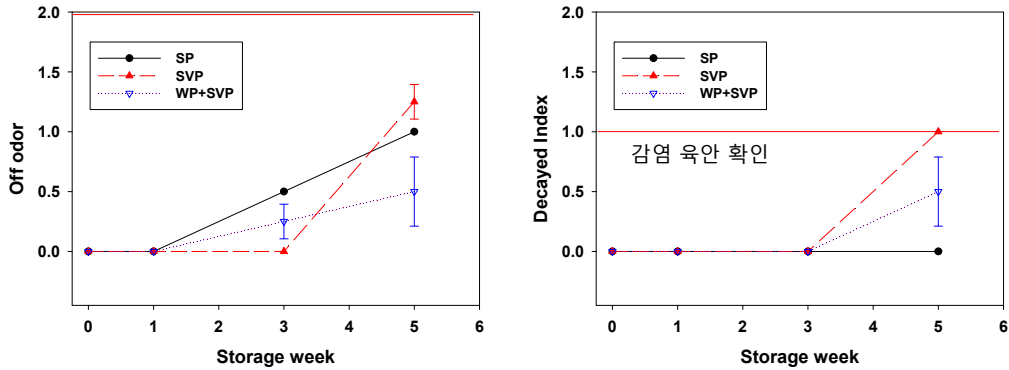 Off odor
2.0
1.5
1.0
0.5
0.0
SP
SVP
WP+SVP
0 1 3 5 6
Storage week
Decayed Index
2.0
1.5
1.0
0.5
0.0
SP
SVP
WP+SVP
감염 육안 확인
0 1 2 3 4 5 6
Storage week